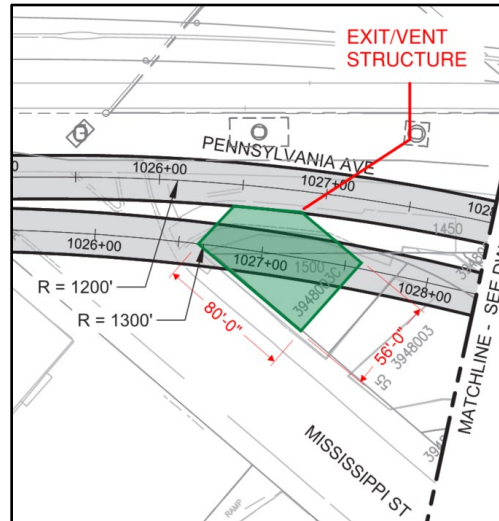 EXIT/VENT
STRUCTURE
PENNSYLVANIA AVE
1026+00
1027+00
1450
1026+00
1027+00
1500
1028+00
R = 1200'
R = 1300'
3948003C
80'-0"
56'-0"
3948003
55
MISSISSIPPI ST
MATCHLINE - SEE
RAMP